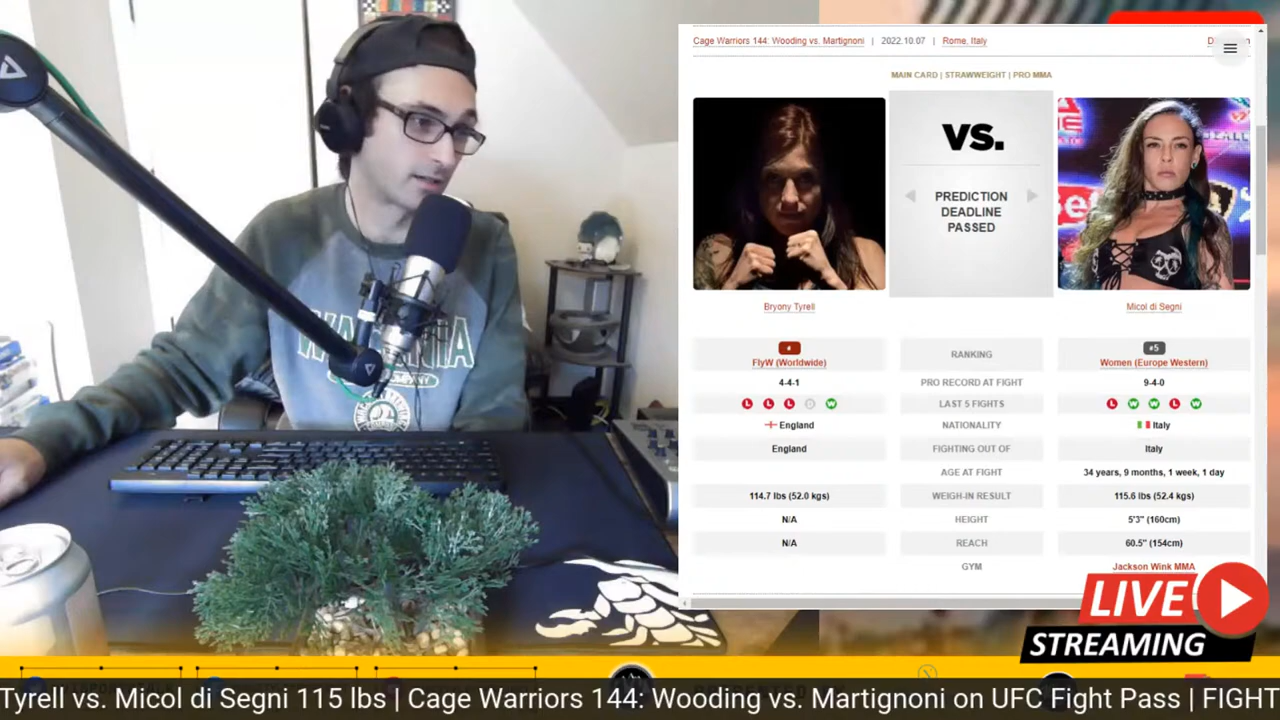 Cage Warriors 144: Wooding vs. Martignoni | 2022.10.07 | Rome, Italy
MAIN CARD | STRAWWEIGHT | PRO MMA
VS.
PREDICTION
DEADLINE
PASSED
Bryony Tyrell
Micol di Segni
#5
FlyW (Worldwide) RANKING Women (Europe Western)
4-4-1 PRO RECORD AT FIGHT 9-4-0
L L L D W LAST 5 FIGHTS L W W L W
England NATIONALITY Italy
England FIGHTING OUT OF Italy
AGE AT FIGHT 34 years, 9 months, 1 week, 1 day
114.7 lbs (52.0 kgs) WEIGH-IN RESULT 115.6 lbs (52.4 kgs)
N/A HEIGHT 5'3" (160cm)
N/A REACH 60.5" (154cm)
GYM Jackson Wink MMA
LIVE
STREAMING
Tyrell vs. Micol di Segni 115 lbs | Cage Warriors 144: Wooding vs. Martignoni on UFC Fight Pass | FIGHT